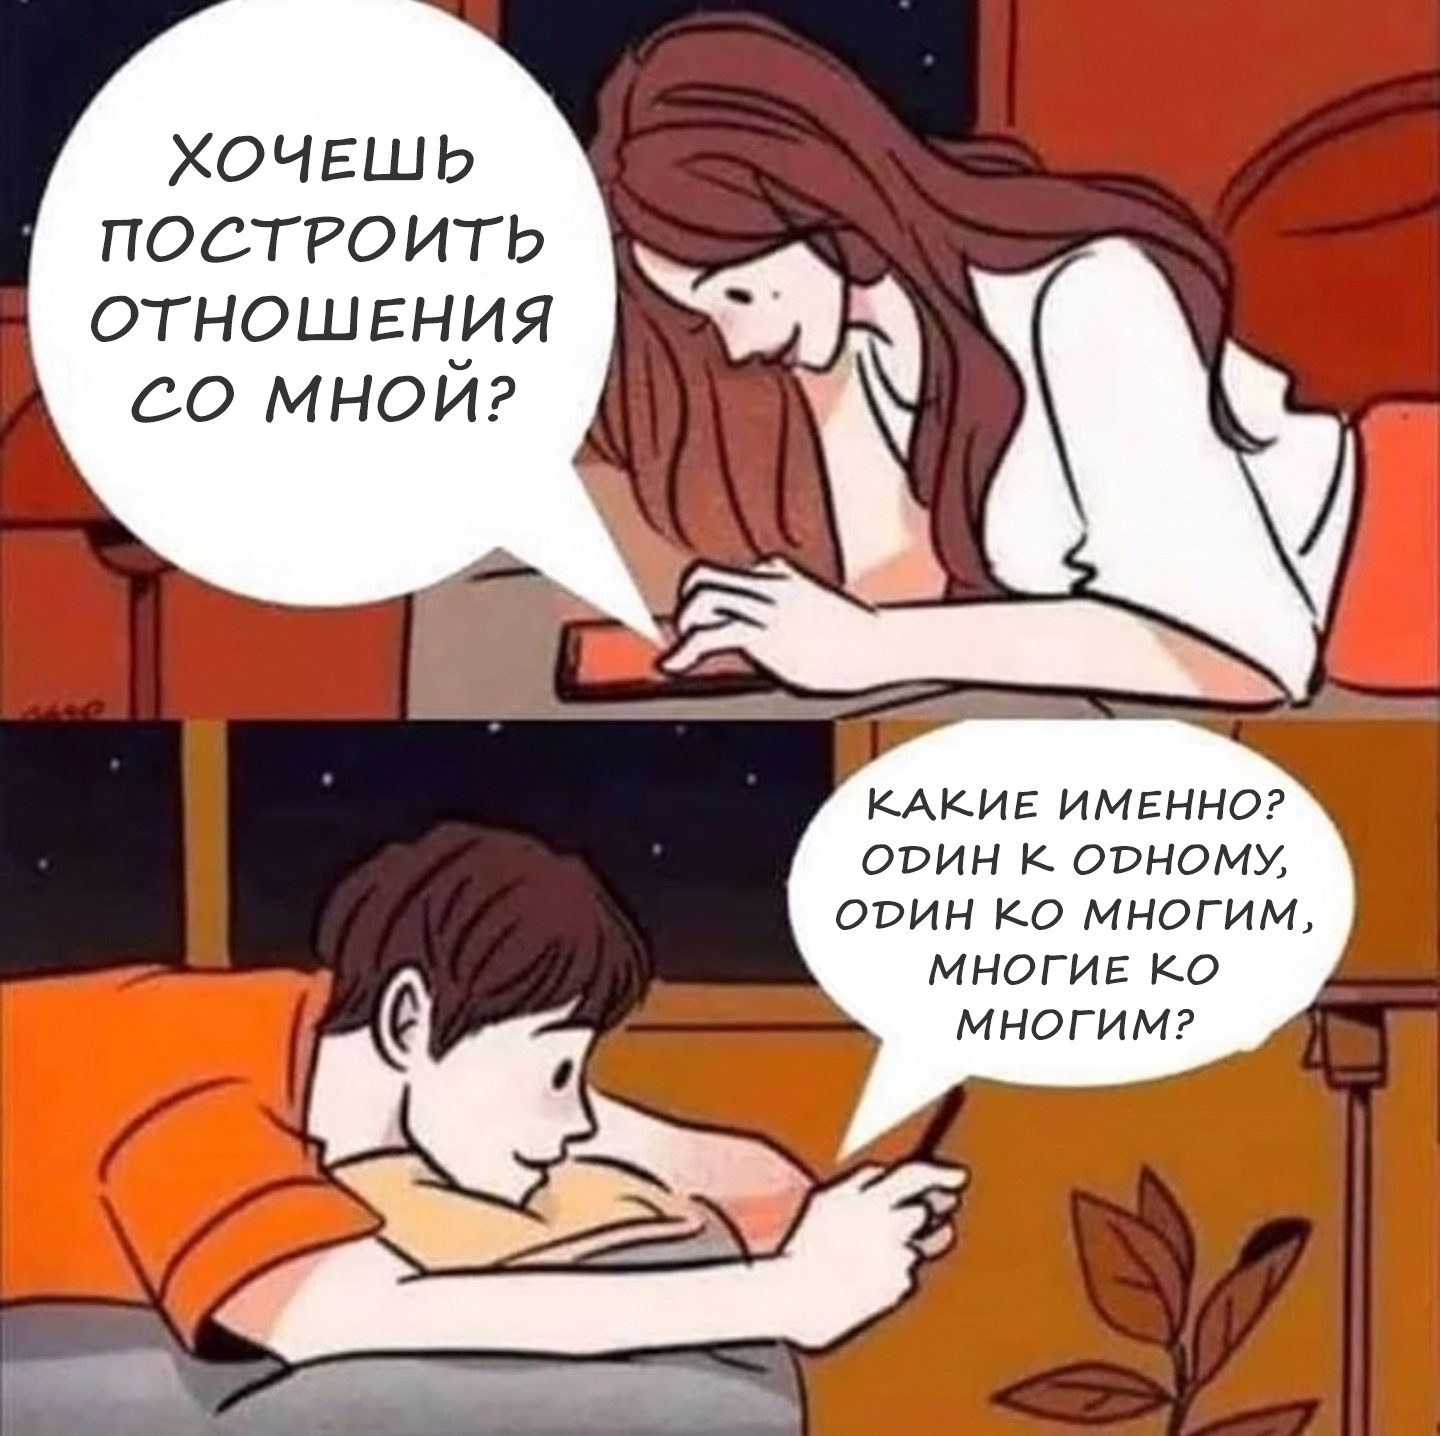 ХОЧЕШЬ
ПОСТРОИТЬ
ОТНОШЕНИЯ
СО МНОЙ?
КАКИЕ ИМЕННО?
ОДИН К ОДНОМУ,
ОДИН КО МНОГИМ,
МНОГИЕ КО
МНОГИМ?